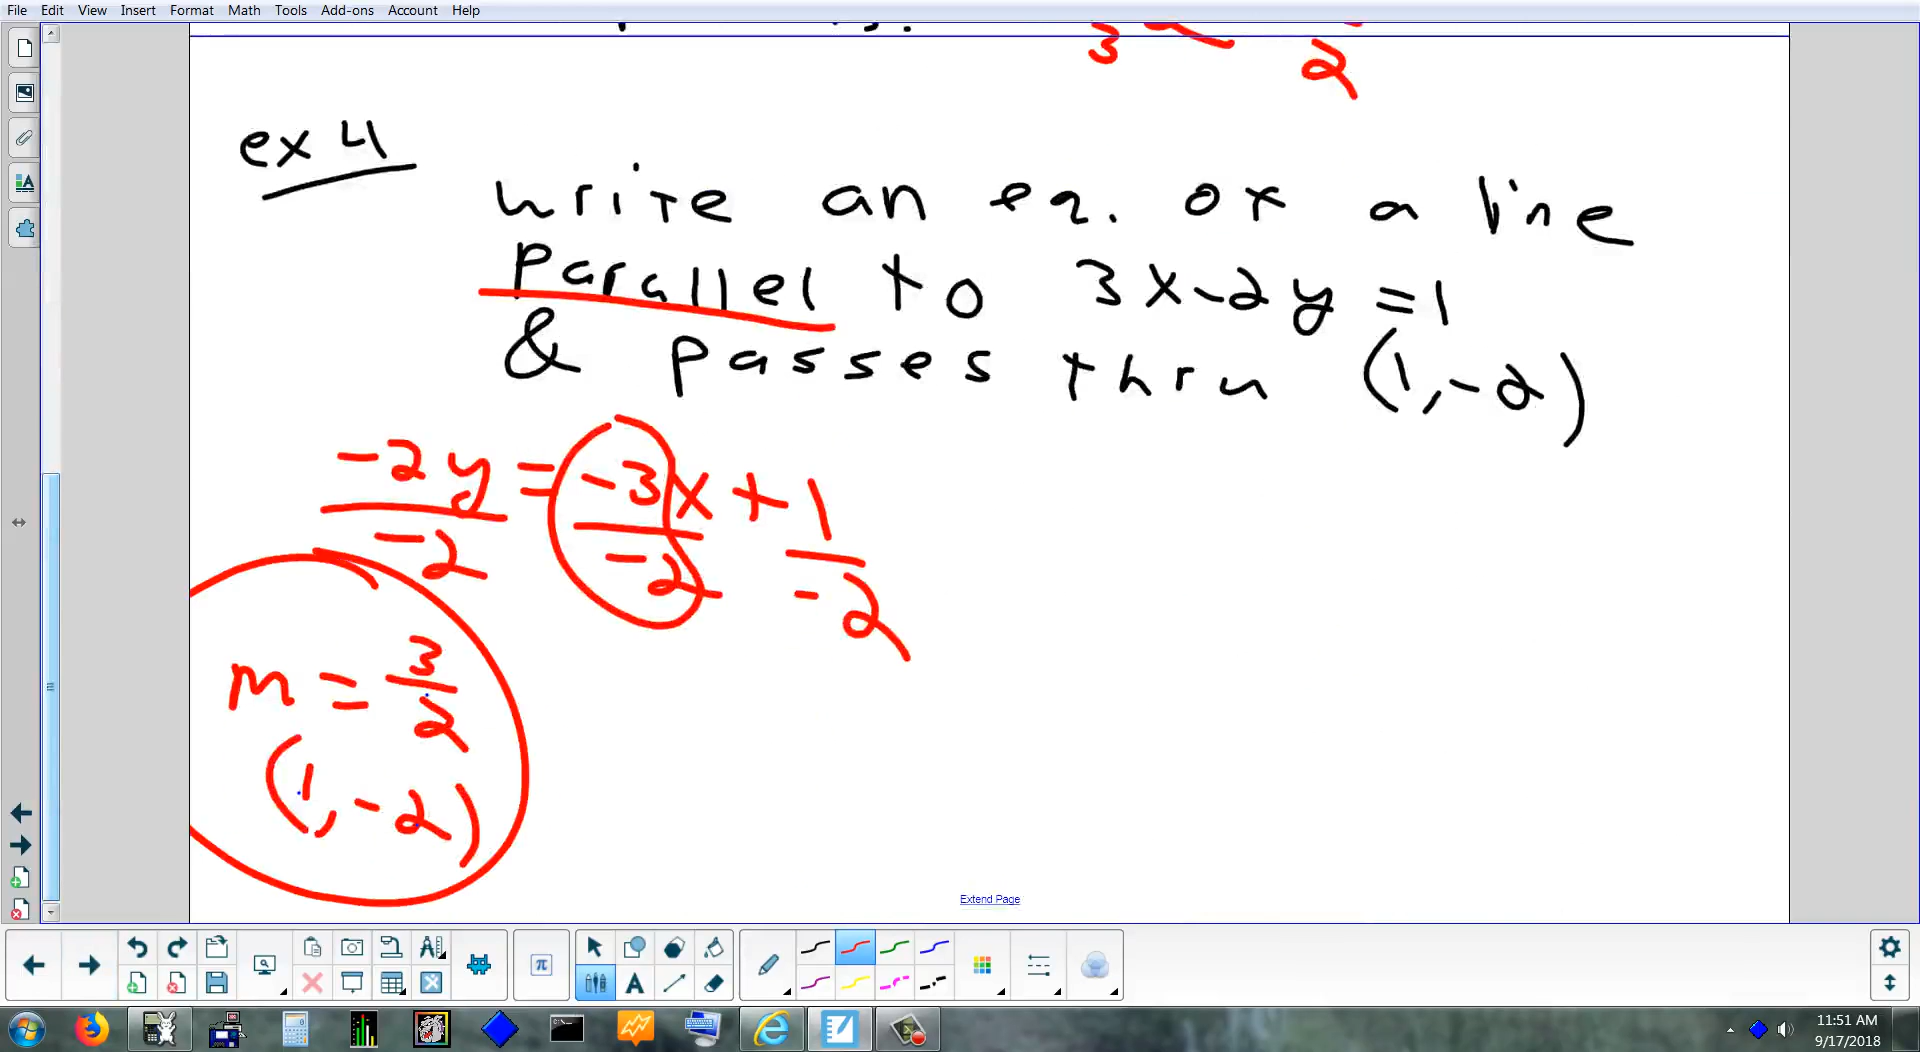 File Edit View Insert Format Math Tools Add-ons Account Help
3 2
ex 4
write an eq. of a line
parallel to 3x-2y=1
& passes thru (1,-2)
-2y = -3x + 1
-2 -2 -2
m = 3/2
(1,-2)
Extend Page
π
A
11:51 AM
9/17/2018